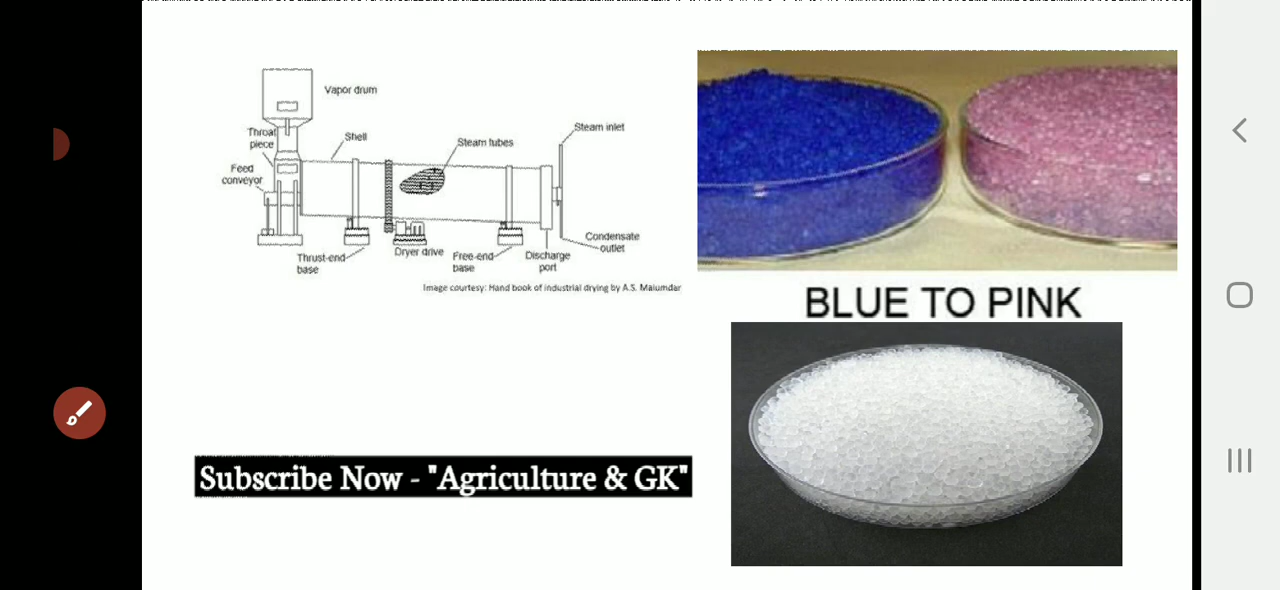 Vapor drum
Throat
piece
Shell
Steam tubes
Steam inlet
Feed
conveyor
Thrust-end
base
Dryer drive
Free-end
base
Discharge
port
Condensate
outlet
Image courtesy: Hand book of industrial drying by A.S. Maiumdar
BLUE TO PINK
Subscribe Now - "Agriculture & GK"